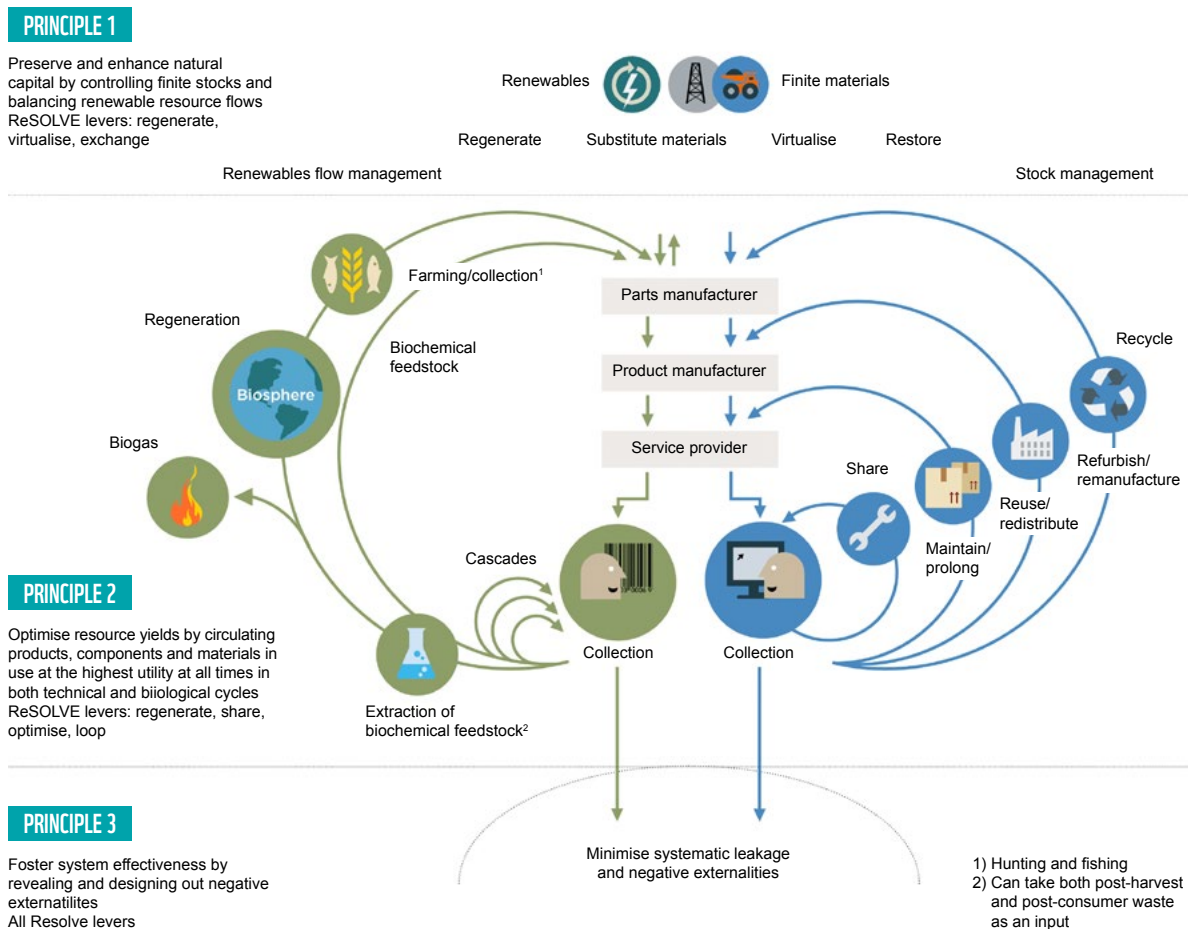 PRINCIPLE 1
Preserve and enhance natural
capital by controlling finite stocks and
balancing renewable resource flows
ReSOLVE levers: regenerate,
virtualise, exchange
Renewables
Finite materials
Regenerate
Substitute materials
Virtualise
Restore
Renewables flow management
Stock management
Farming/collection¹
Parts manufacturer
Regeneration
Biochemical
feedstock
Recycle
Product manufacturer
Biosphere
Biogas
Service provider
Share
Refurbish/
remanufacture
Reuse/
redistribute
Maintain/
prolong
Cascades
PRINCIPLE 2
Optimise resource yields by circulating
products, components and materials in
use at the highest utility at all times in
both technical and biiological cycles
ReSOLVE levers: regenerate, share,
optimise, loop
Collection
Collection
Extraction of
biochemical feedstock²
PRINCIPLE 3
Foster system effectiveness by
revealing and designing out negative
externatilites
All Resolve levers
Minimise systematic leakage
and negative externalities
1) Hunting and fishing
2) Can take both post-harvest
and post-consumer waste
as an input